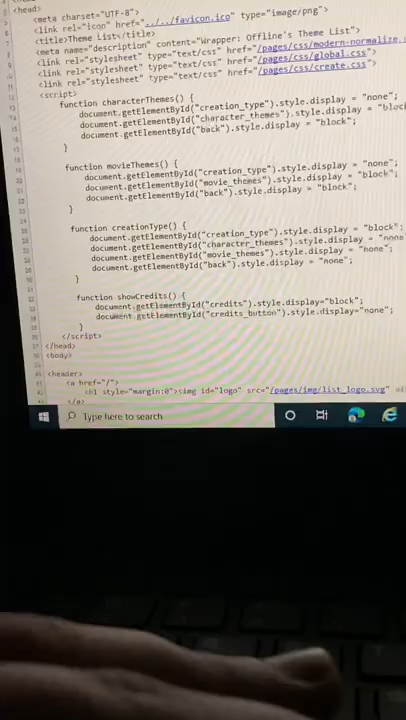 <head>
<meta charset="UTF-8">
<link rel="icon" href="../../favicon.ico" type="image/png">
<title>Theme List</title>
<meta name="description" content="Wrapper: Offline's Theme List">
<link rel="stylesheet" type="text/css" href="/pages/css/modern-normalize.
<link rel="stylesheet" type="text/css" href="/pages/css/global.css">
<link rel="stylesheet" type="text/css" href="/pages/css/create.css">
<script>
function characterThemes() {
document.getElementById("creation_type").style.display = "none";
document.getElementById("character_themes").style.display = "bloc
document.getElementById("back").style.display = "block";
}
function movieThemes() {
document.getElementById("creation_type").style.display = "none";
document.getElementById("movie_themes").style.display = "block";
document.getElementById("back").style.display = "block";
}
function creationType() {
document.getElementById("creation_type").style.display = "block";
document.getElementById("character_themes").style.display = "none
document.getElementById("movie_themes").style.display = "none";
document.getElementById("back").style.display = "none";
}
function showCredits() {
document.getElementById("credits").style.display="block";
document.getElementById("credits_button").style.display="none";
}
</script>
</head>
<body>
<header>
<a href="/">
<h1 style="margin:0"><img id="logo" src="/pages/img/list_logo.svg"
</a>
Type here to search